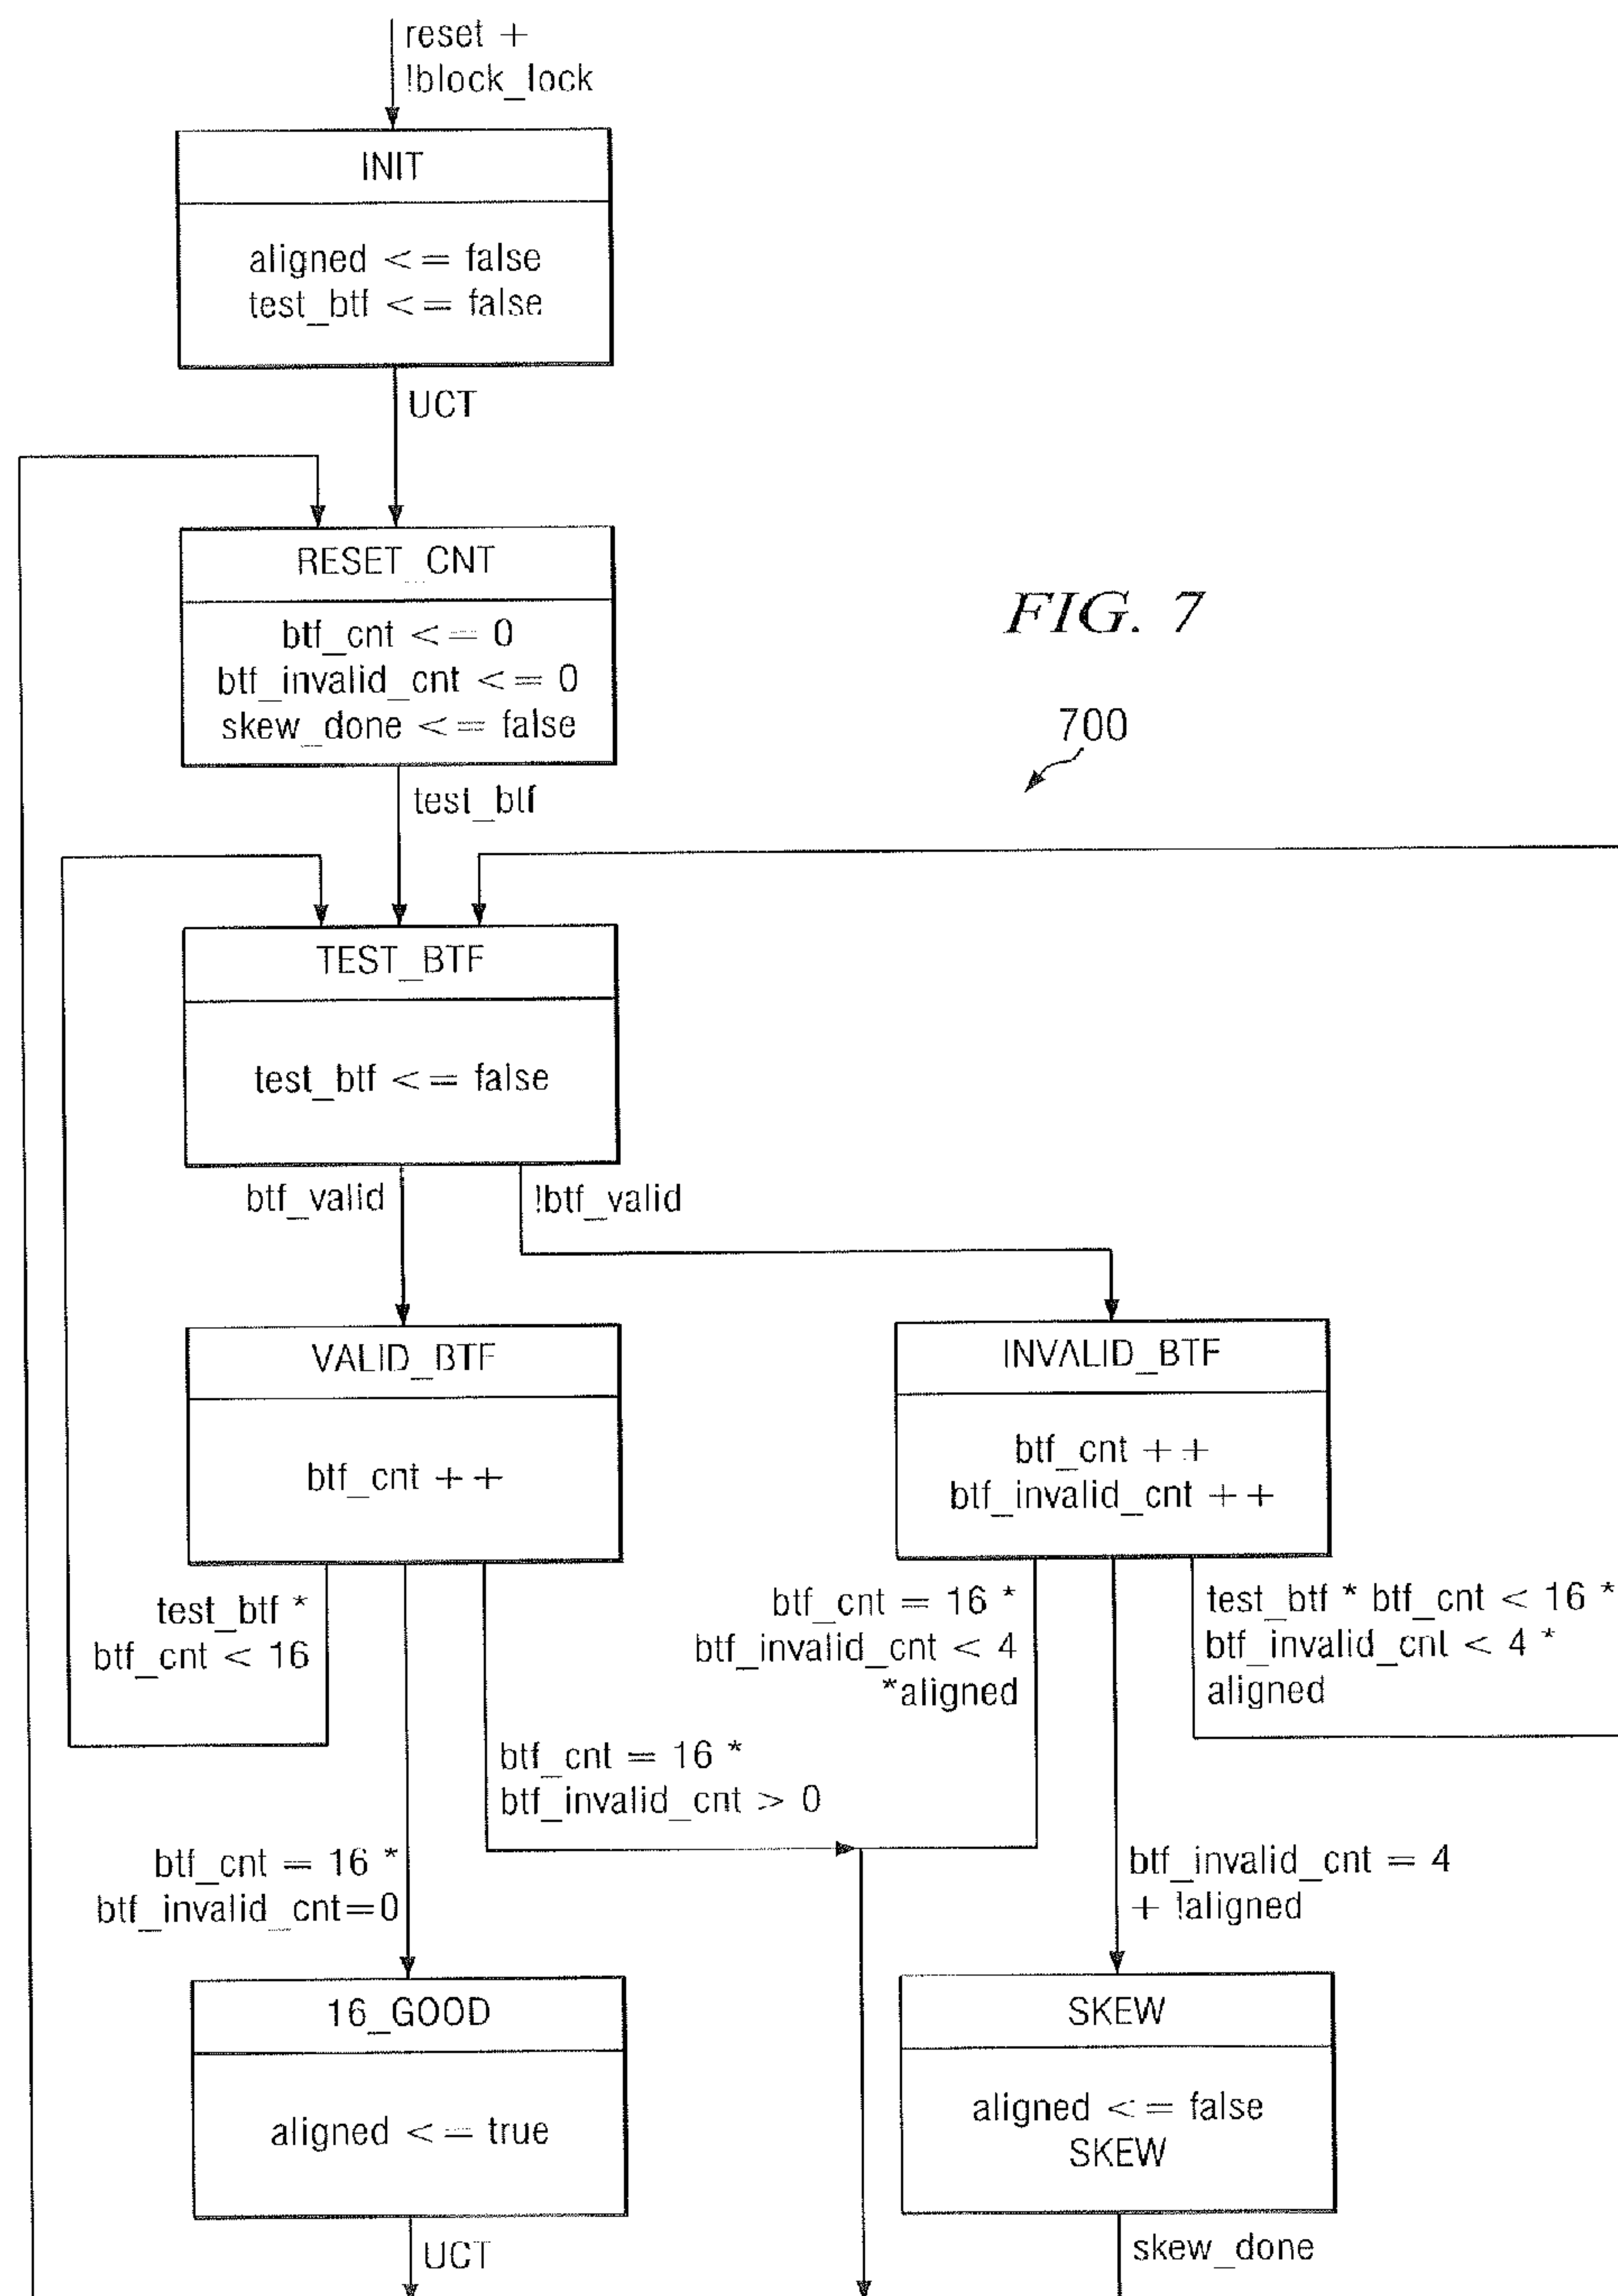 reset +
!block_lock
INIT
aligned <= false
test_btf <= false
UCT
RESET_CNT
btf_cnt <= 0
btf_invalid_cnt <= 0
skew_done <= false
FIG. 7
700
test_btf
TEST_BTF
test_btf <= false
btf_valid
!btf_valid
VALID_BTF
btf_cnt ++
INVALID_BTF
btf_cnt ++
btf_invalid_cnt ++
test_btf *
btf_cnt < 16
btf_cnt = 16 *
btf_invalid_cnt < 4
*aligned
test_btf * btf_cnt < 16 *
btf_invalid_cnt < 4 *
aligned
btf_cnt = 16 *
btf_invalid_cnt > 0
btf_cnt = 16 *
btf_invalid_cnt=0
btf_invalid_cnt = 4
+ !aligned
16_GOOD
aligned <= true
SKEW
aligned <= false
SKEW
UCT
skew_done